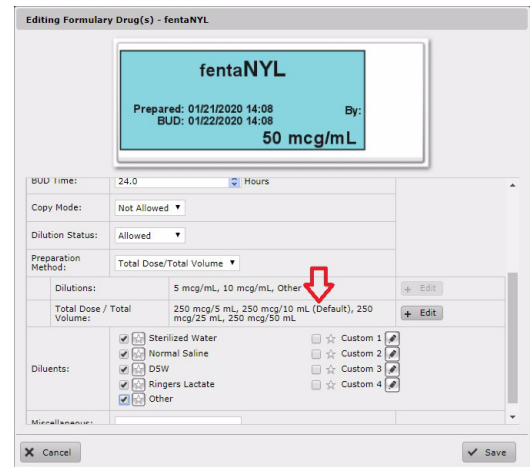 Editing Formulary Drug(s) - fentaNYL
fentaNYL
Prepared: 01/21/2020 14:08 By:
BUD: 01/22/2020 14:08
50 mcg/mL
BUD Time: 24.0 Hours
Copy Mode: Not Allowed
Dilution Status: Allowed
Preparation Method: Total Dose/Total Volume
Dilutions: 5 mcg/mL, 10 mcg/mL, Other + Edit
Total Dose / Total Volume: 250 mcg/5 mL, 250 mcg/10 mL (Default), 250
mcg/25 mL, 250 mcg/50 mL + Edit
Diluents:
Sterilized Water Custom 1
Normal Saline Custom 2
D5W Custom 3
Ringers Lactate Custom 4
Other
Miscellaneous:
X Cancel
Save